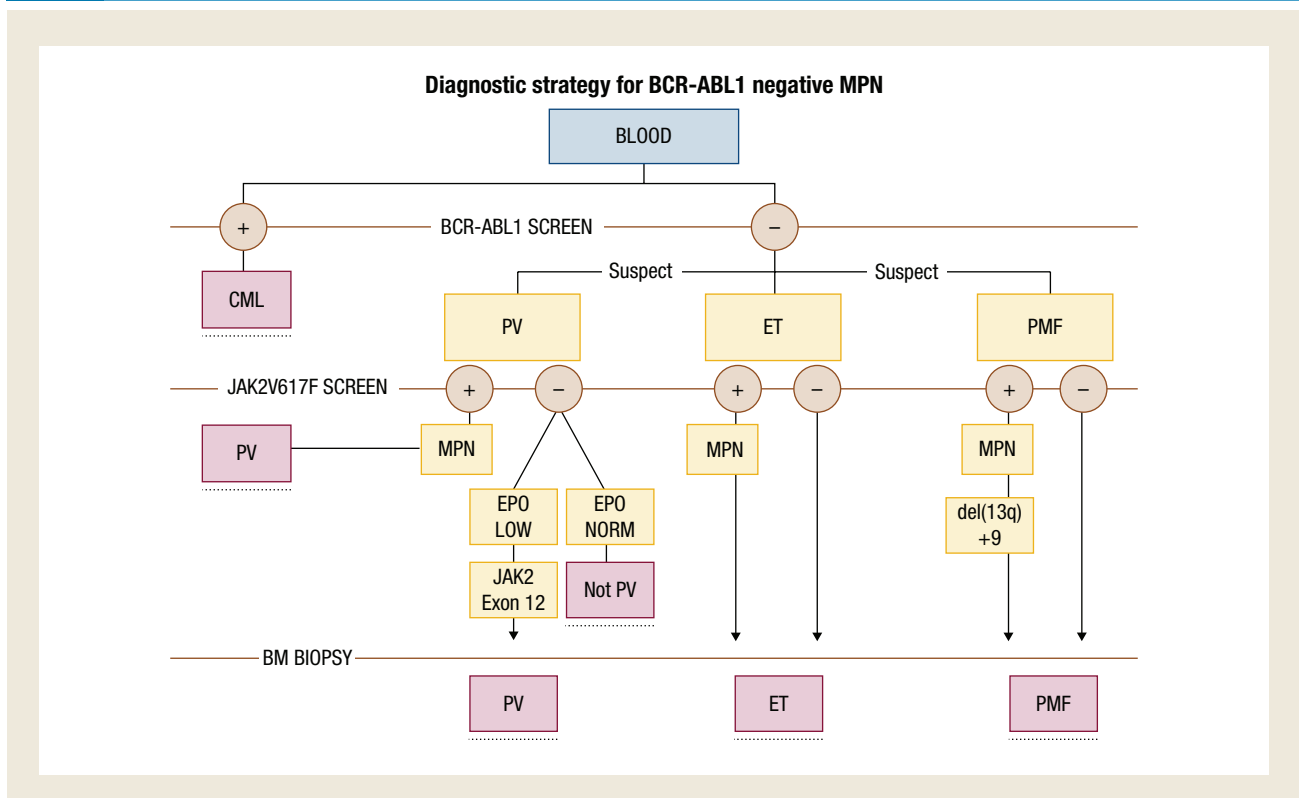 Diagnostic strategy for BCR-ABL1 negative MPN
BLOOD
+
BCR-ABL1 SCREEN
−
CML
Suspect
Suspect
PV
ET
PMF
JAK2V617F SCREEN
+
−
+
−
+
−
PV
MPN
MPN
MPN
EPO
LOW
EPO
NORM
del(13q)
+9
JAK2
Exon 12
Not PV
BM BIOPSY
PV
ET
PMF